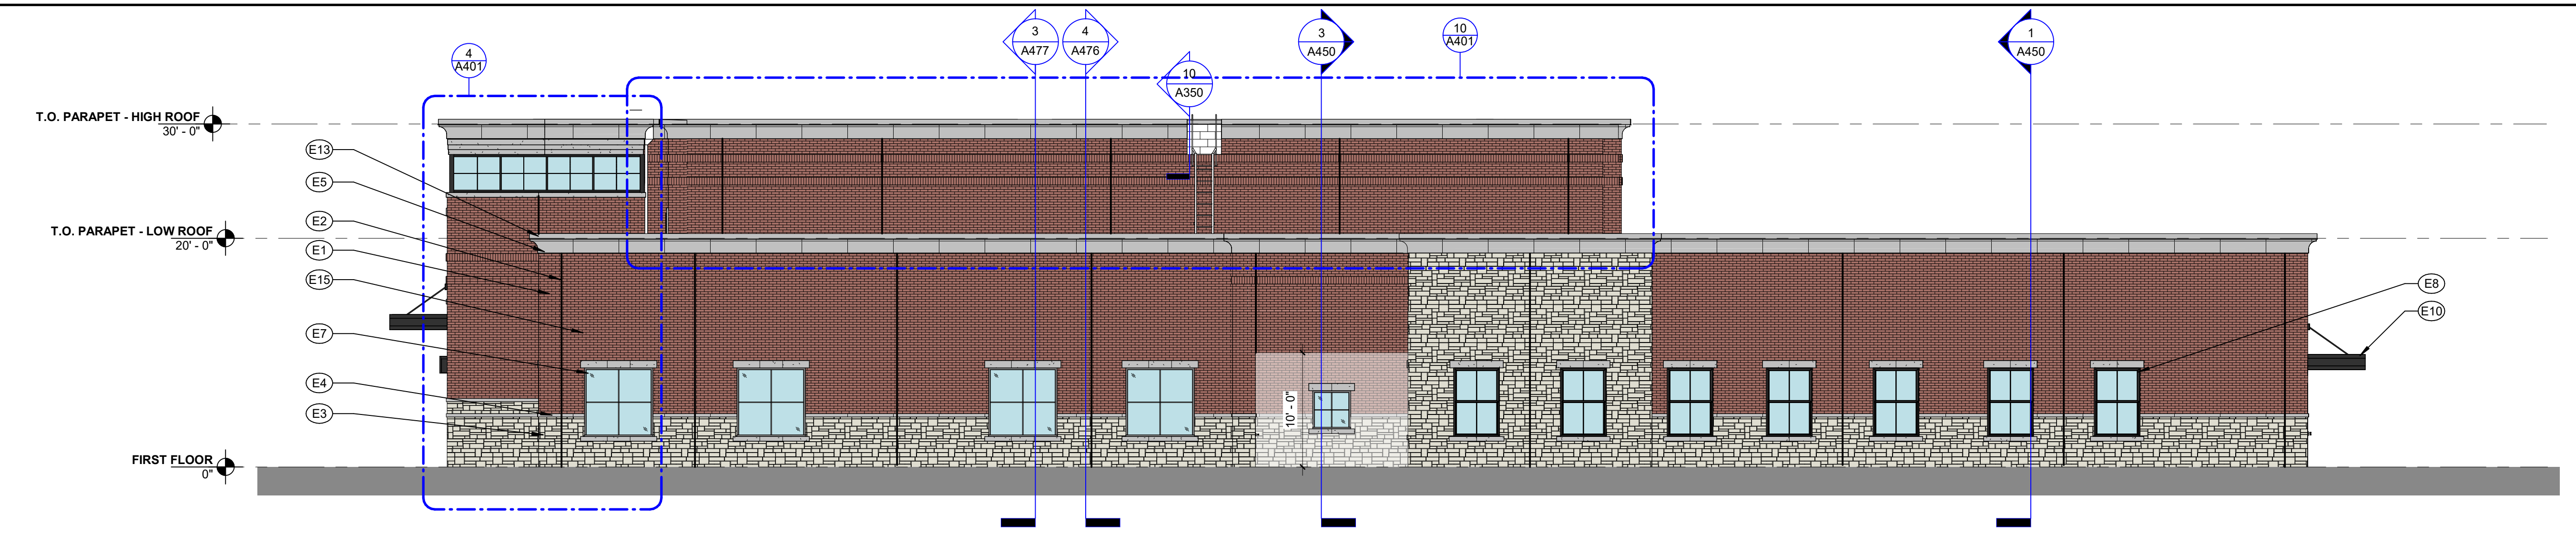 4
A401
3
A477
4
A476
10
A350
3
A450
10
A401
1
A450
T.O. PARAPET - HIGH ROOF
30' - 0"
T.O. PARAPET - LOW ROOF
20' - 0"
FIRST FLOOR
0"
E13
E5
E2
E1
E15
E7
E4
E3
10' - 0"
E8
E10